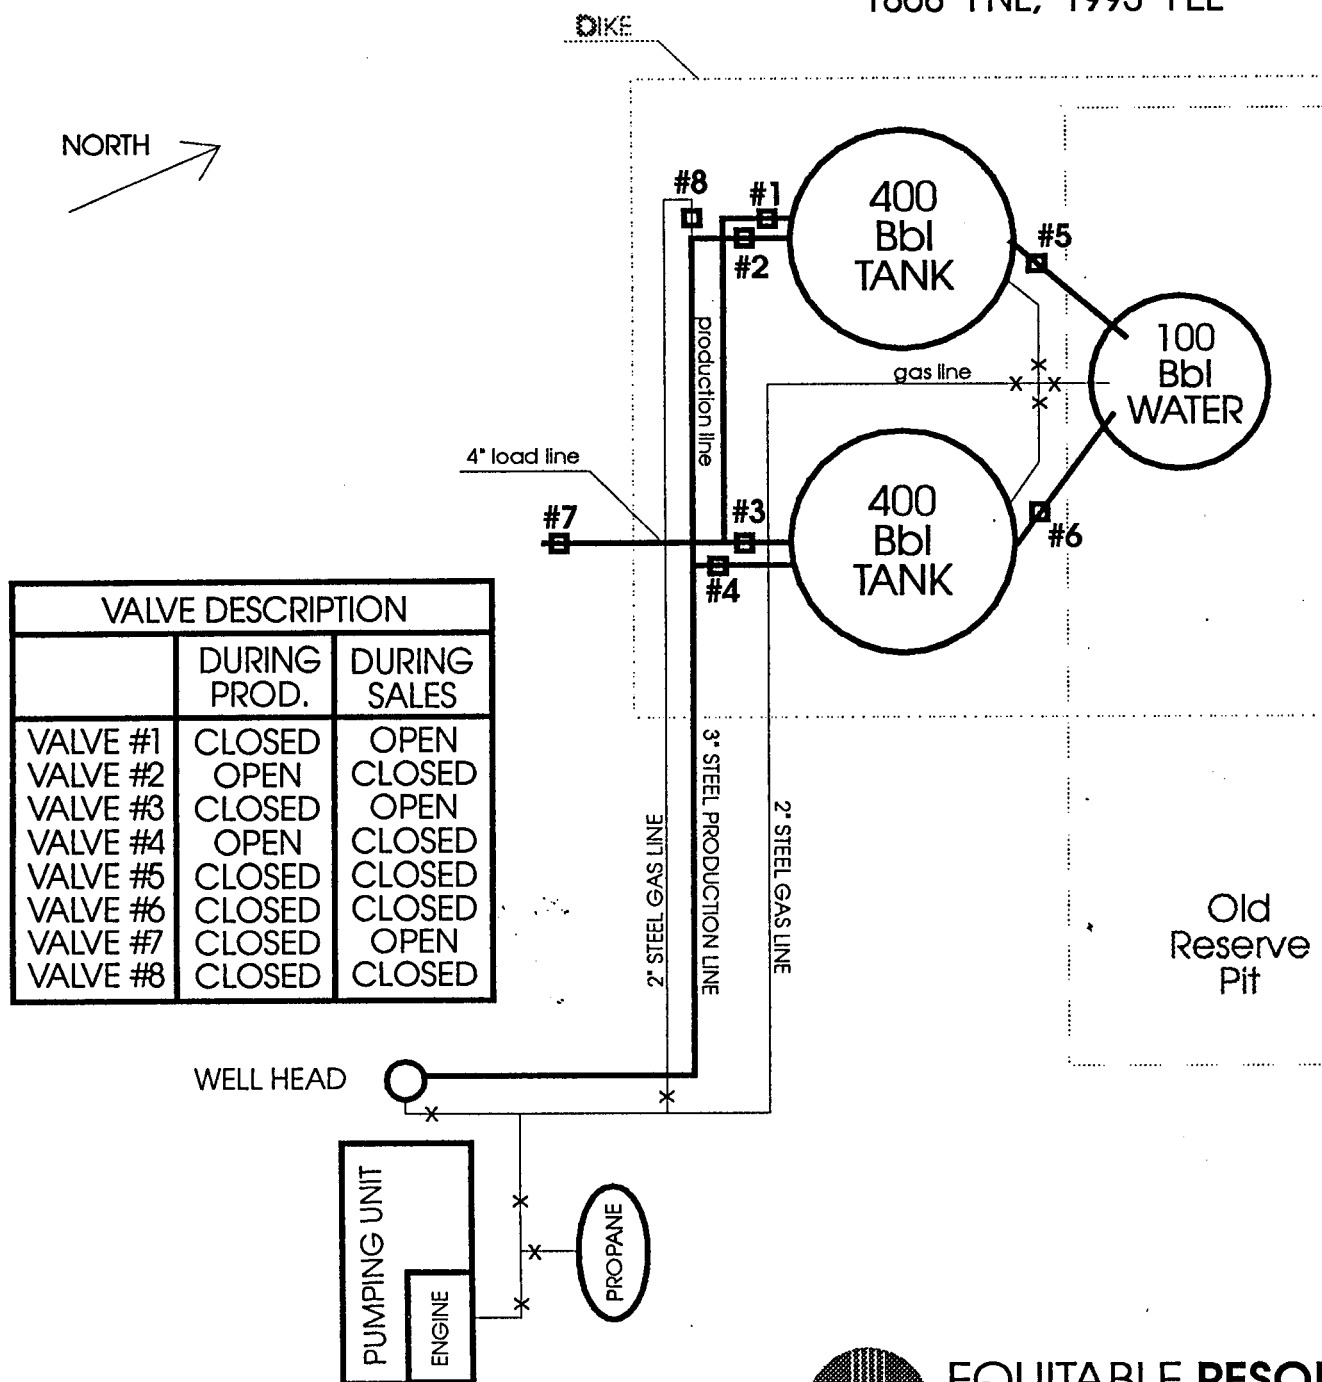 DIKE
NORTH
#8
#1
#2
400
Bbl
TANK
#5
100
Bbl
WATER
gas line
production line
4" load line
#7
#3
#4
400
Bbl
TANK
#6
VALVE DESCRIPTION
DURING PROD.
DURING SALES
VALVE #1 CLOSED OPEN
VALVE #2 OPEN CLOSED
VALVE #3 CLOSED OPEN
VALVE #4 OPEN CLOSED
VALVE #5 CLOSED CLOSED
VALVE #6 CLOSED CLOSED
VALVE #7 CLOSED OPEN
VALVE #8 CLOSED CLOSED
2" STEEL GAS LINE
3" STEEL PRODUCTION LINE
2" STEEL GAS LINE
Old
Reserve
Pit
WELL HEAD
PUMPING UNIT
ENGINE
PROPANE
EQUITABLE